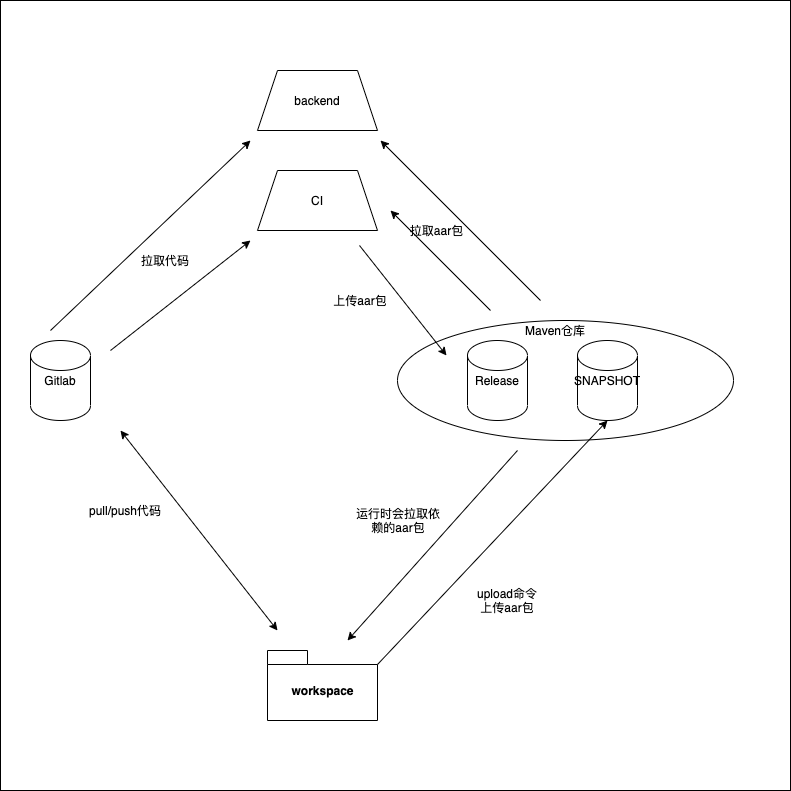 backend
CI
拉取aar包
拉取代码
上传aar包
Maven仓库
Gitlab
Release
SNAPSHOT
pull/push代码
运行时会拉取依
赖的aar包
upload命令
上传aar包
workspace